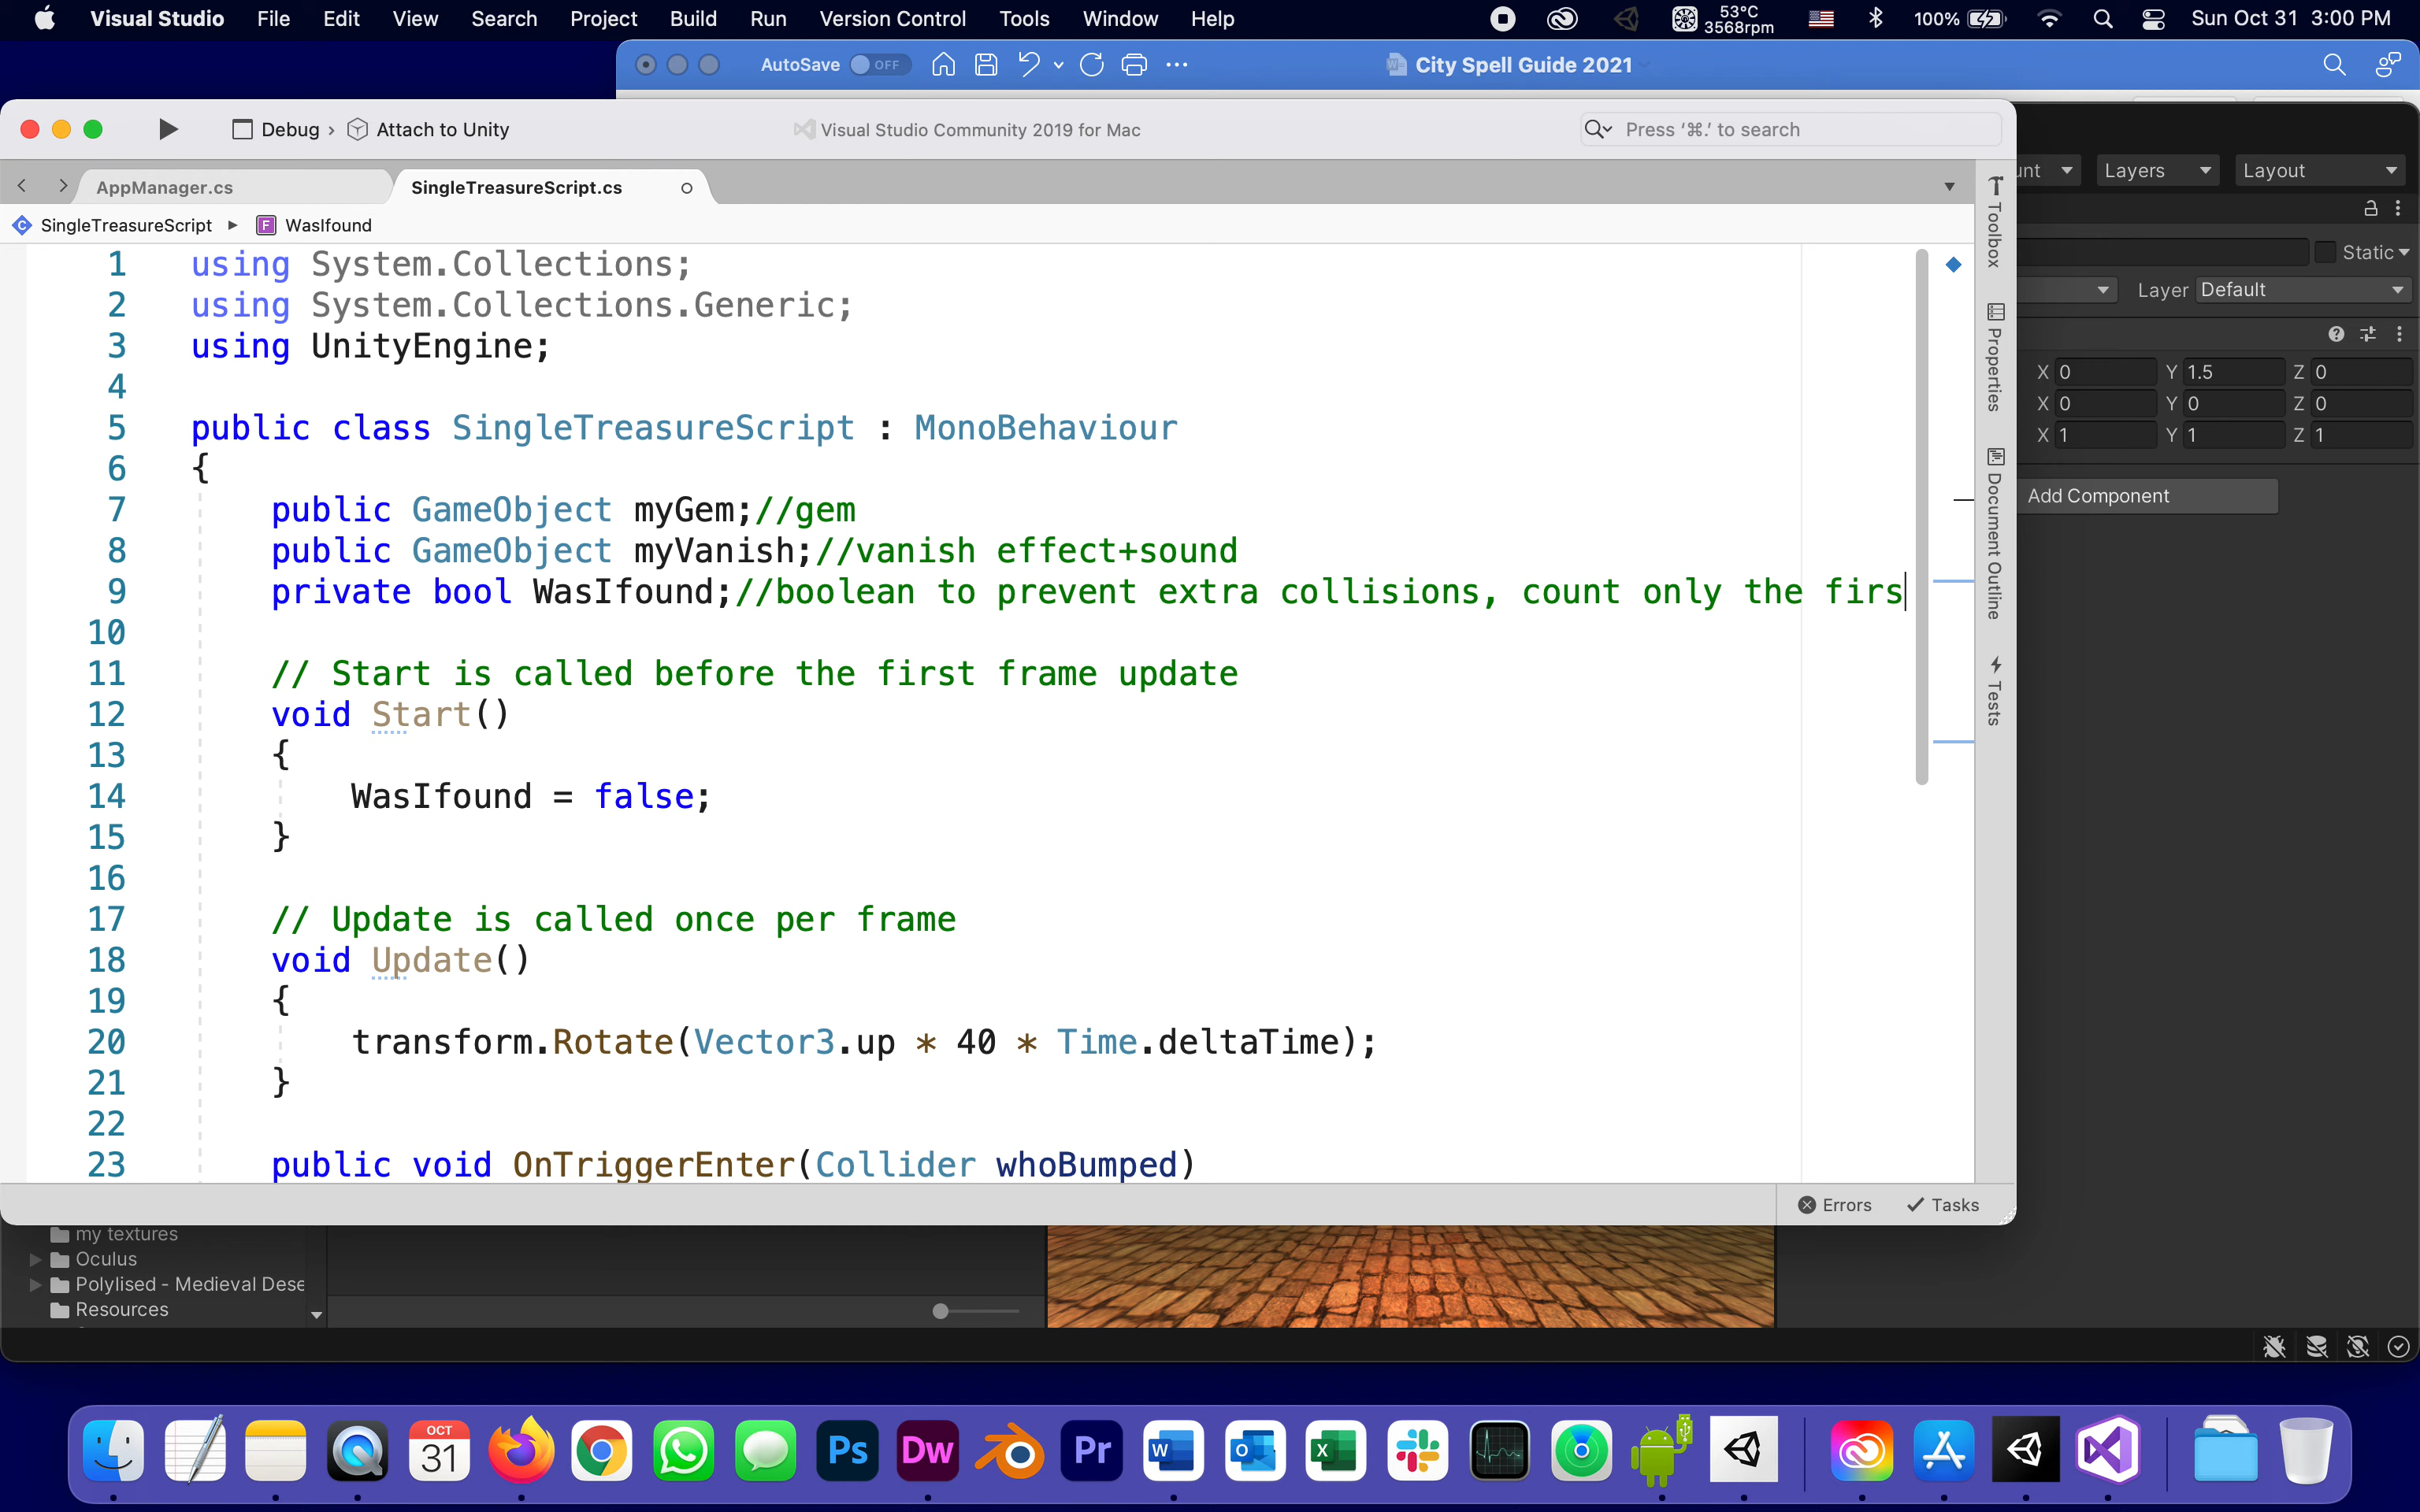 Visual Studio File Edit View Search Project Build Run Version Control Tools Window Help 53°C 3568rpm 100% Sun Oct 31 3:00 PM
AutoSave OFF City Spell Guide 2021
Debug › Attach to Unity Visual Studio Community 2019 for Mac Press ‘⌘.’ to search
Layers Layout
AppManager.cs SingleTreasureScript.cs
SingleTreasureScript WasIfound
Toolbox
Properties
Document Outline
Tests
1 using System.Collections;
2 using System.Collections.Generic;
3 using UnityEngine;
4
5 public class SingleTreasureScript : MonoBehaviour
6 {
7 public GameObject myGem;//gem
8 public GameObject myVanish;//vanish effect+sound
9 private bool WasIfound;//boolean to prevent extra collisions, count only the firs
10
11 // Start is called before the first frame update
12 void Start()
13 {
14 WasIfound = false;
15 }
16
17 // Update is called once per frame
18 void Update()
19 {
20 transform.Rotate(Vector3.up * 40 * Time.deltaTime);
21 }
22
23 public void OnTriggerEnter(Collider whoBumped)
Static
Layer Default
X 0 Y 1.5 Z 0
X 0 Y 0 Z 0
X 1 Y 1 Z 1
Add Component
Errors Tasks
my textures
Oculus
Polylised - Medieval Dese
Resources
OCT
31
Ps Dw Pr W O X